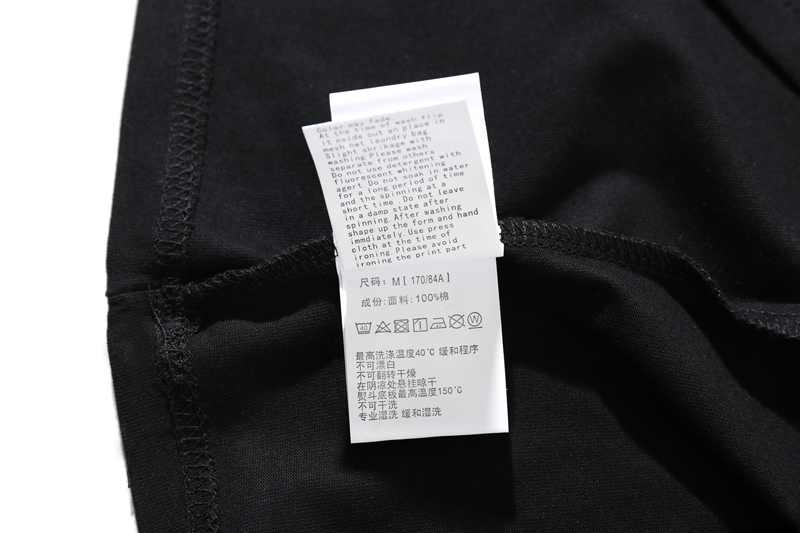 Color may fade
At the time of wash flip
it nside out an place in
mesh net laundry bag.
Slight shrikage with
washing Please wash
separate from others
Do not use detergent with
fluorescent whitening
agert Do not soak in water
for a long period of time
and the spinning at a
short time .Do not leave
in a damp state after
spinning. After washing
shape up the form and hand
immediately. Use press
cloth at the time of
ironing. Please avoid
ironing the print part
尺码: M [ 170/84A ]
成份: 面料: 100%棉
40 W
最高洗涤温度40℃ 缓和程序
不可漂白
不可翻转干燥
在阴凉处悬挂晾干
熨斗底板最高温度150℃
不可干洗
专业湿洗 缓和湿洗